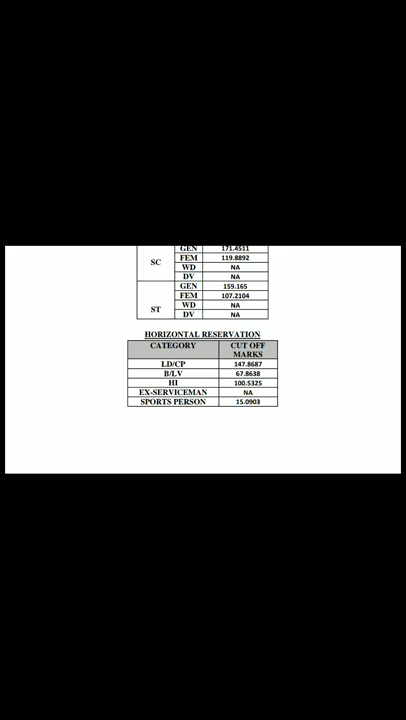 GEN 171.4511
SC FEM 119.8892
WD NA
DV NA
GEN 159.165
FEM 107.2104
ST WD NA
DV NA
HORIZONTAL RESERVATION
CATEGORY CUT OFF
MARKS
LD/CP 147.8687
B/LV 67.8638
HI 100.5325
EX-SERVICEMAN NA
SPORTS PERSON 15.0903